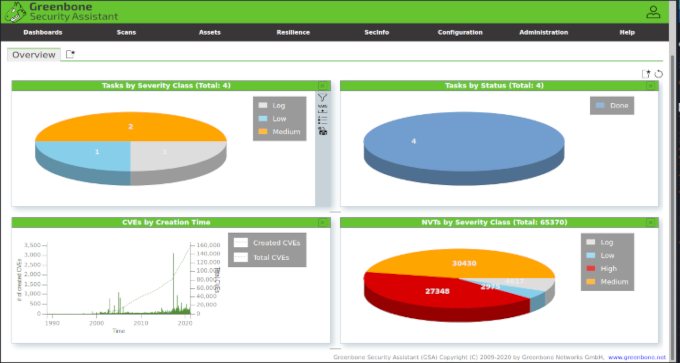 Greenbone
Security Assistant
Dashboards Scans Assets Resilience SecInfo Configuration Administration Help
Overview
Tasks by Severity Class (Total: 4)
Log
Low
Medium
2
1
Tasks by Status (Total: 4)
Done
4
CVEs by Creation Time
Created CVEs
Total CVEs
# of created CVEs
3,500
3,000
2,500
2,000
1,500
1,000
500
0
160,000
140,000
120,000
100,000
80,000
60,000
40,000
20,000
0
Total CVEs
1990 2000 2010 2020
Time
NVTs by Severity Class (Total: 65370)
Log
Low
High
Medium
30430
27348
Greenbone Security Assistant (GSA) Copyright (C) 2009-2020 by Greenbone Networks GmbH, www.greenbone.net